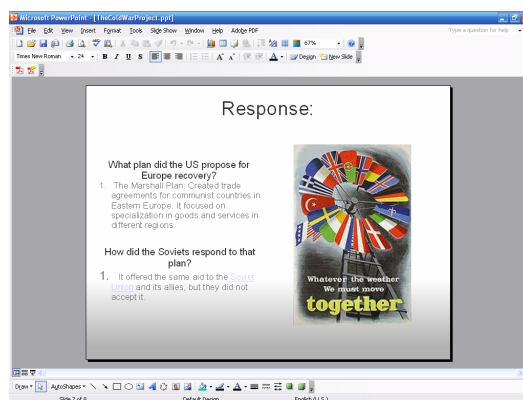 Microsoft PowerPoint - [TheColdWarProject.ppt]
File Edit View Insert Format Tools Slide Show Window Help Adobe PDF
Type a question for help
67%
Times New Roman 24 B I U S A A A Design New Slide
Response:
What plan did the US propose for
Europe recovery?
1. The Marshall Plan: Created trade
agreements for communist countries in
Eastern Europe. It focused on
specialization in goods and services in
different regions.
How did the Soviets respond to that
plan?
1. It offered the same aid to the Soviet
Union and its allies, but they did not
accept it.
Whatever the weather
We must move
together
Draw AutoShapes
Slide 7 of 8 Default Design English (U.S.)